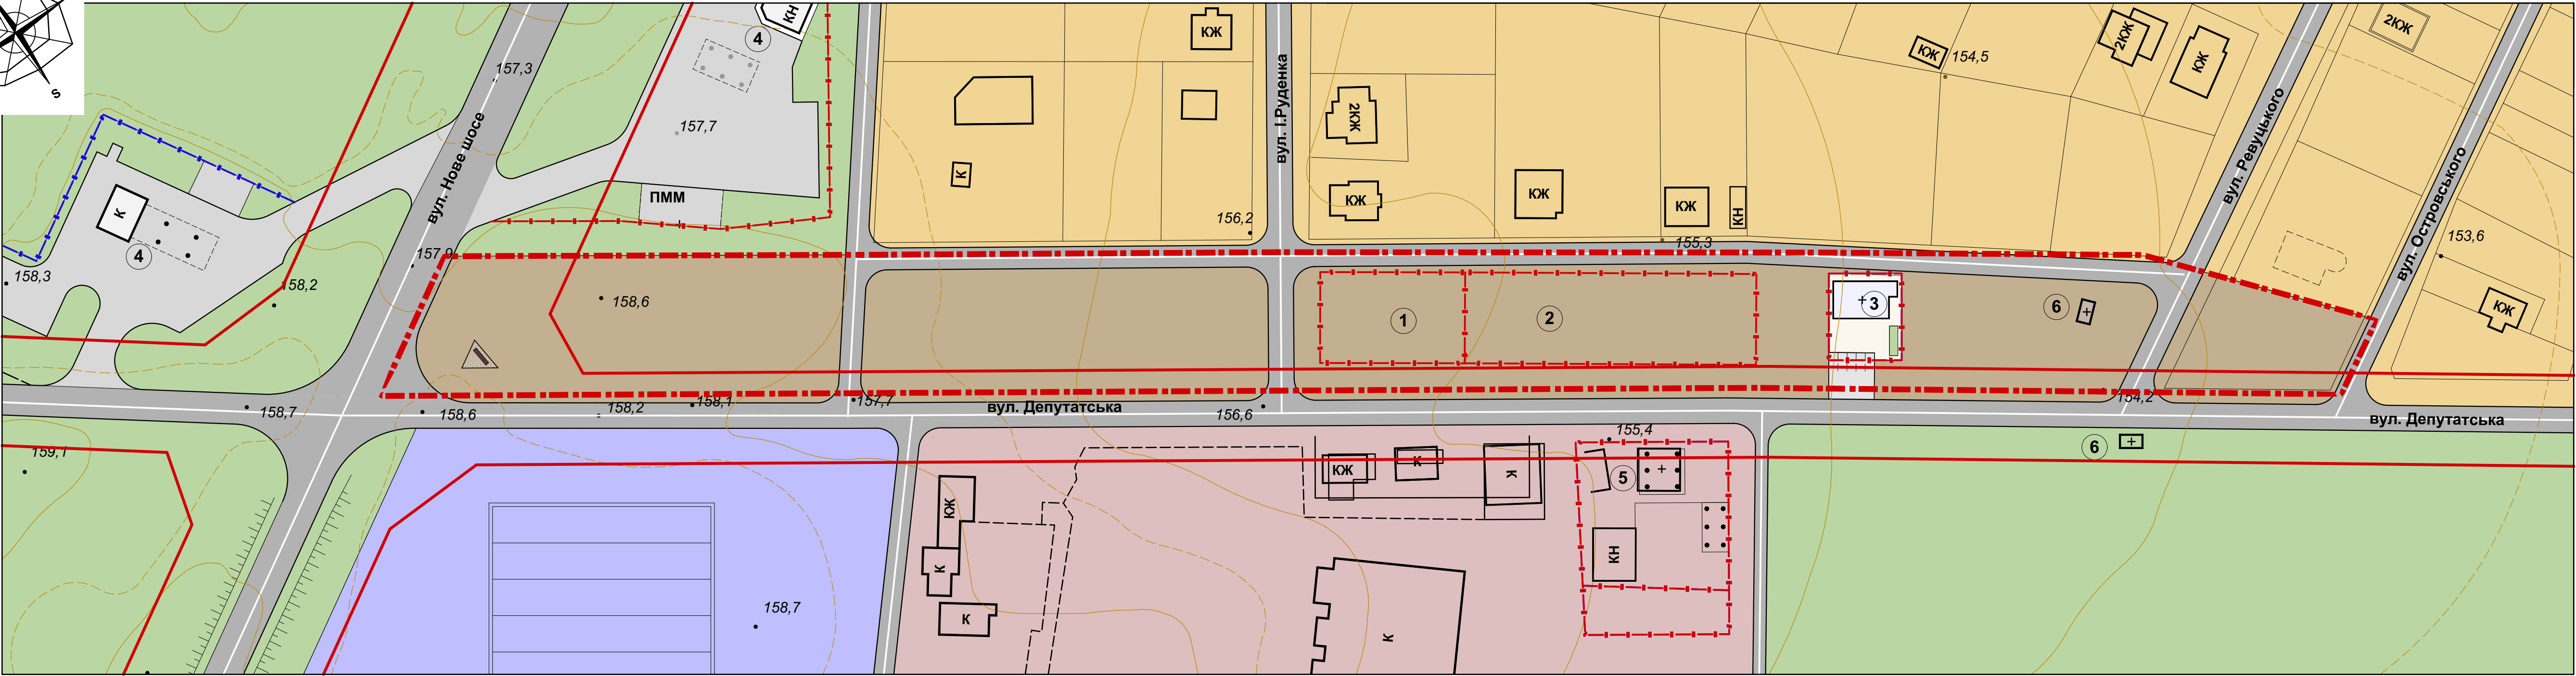 S
КН
4
157,3
157,7
вул. Нове шосе
ПММ
К
4
158,3
158,2
157,9
158,6
КЖ
К
156,2
вул. І.Руденка
2КЖ
КЖ
КЖ
КЖ
КН
155,3
КЖ
154,5
2КЖ
КЖ
2КЖ
вул. Ревуцького
вул. Островського
153,6
КЖ
1
2
3
6
158,7
158,6
158,2
158,1
157,7
вул. Депутатська
156,6
154,2
вул. Депутатська
159,1
155,4
6
КЖ
К
К
5
КЖ
К
К
КН
К
158,7